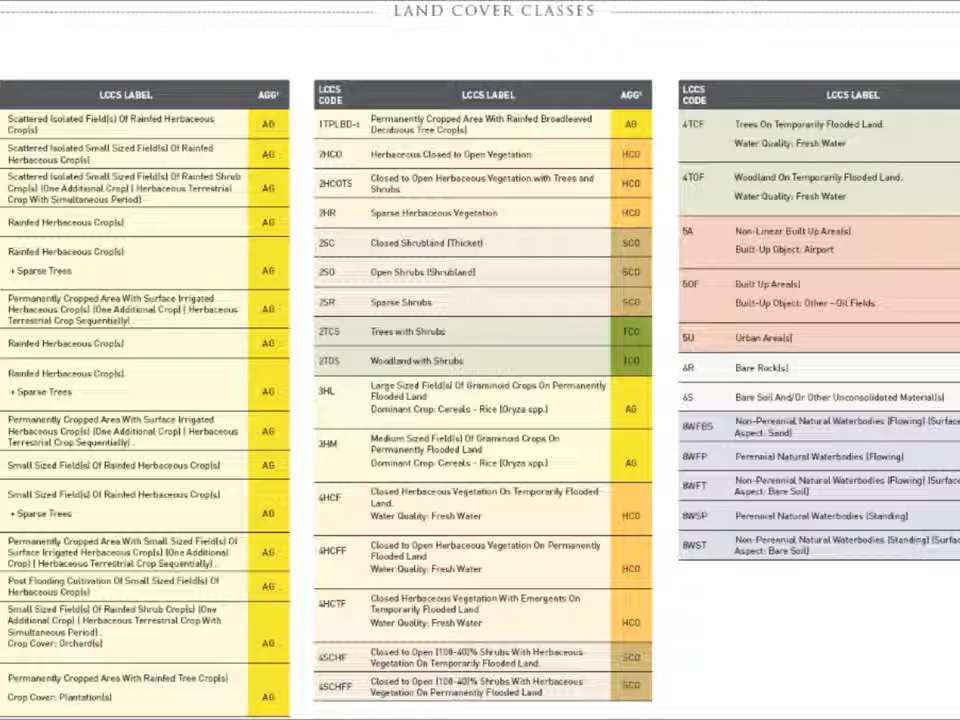 LAND COVER CLASSES
LCCS LABEL AGG¹
Scattered Isolated Field(s) Of Rainfed Herbaceous
Crop(s) AG
Scattered Isolated Small Sized Field(s) Of Rainfed
Herbaceous Crop(s) AG
Scattered Isolated Small Sized Field(s) Of Rainfed Shrub
Crop(s) (One Additional Crop) ( Herbaceous Terrestrial
Crop With Simultaneous Period) . AG
Rainfed Herbaceous Crop(s) AG
Rainfed Herbaceous Crop(s)
+ Sparse Trees AG
Permanently Cropped Area With Surface Irrigated
Herbaceous Crop(s) (One Additional Crop) ( Herbaceous
Terrestrial Crop Sequentially) . AG
Rainfed Herbaceous Crop(s) AG
Rainfed Herbaceous Crop(s)
+ Sparse Trees AG
Permanently Cropped Area With Surface Irrigated
Herbaceous Crop(s) (One Additional Crop) ( Herbaceous
Terrestrial Crop Sequentially) . AG
Small Sized Field(s) Of Rainfed Herbaceous Crop(s) AG
Small Sized Field(s) Of Rainfed Herbaceous Crop(s)
+ Sparse Trees AG
Permanently Cropped Area With Small Sized Field(s) Of
Surface Irrigated Herbaceous Crop(s) (One Additional
Crop) ( Herbaceous Terrestrial Crop Sequentially) . AG
Post Flooding Cultivation Of Small Sized Field(s) Of
Herbaceous Crop(s) AG
Small Sized Field(s) Of Rainfed Shrub Crop(s) (One
Additional Crop) ( Herbaceous Terrestrial Crop With
Simultaneous Period) .
Crop Cover: Orchard(s) AG
Permanently Cropped Area With Rainfed Tree Crop(s)
Crop Cover: Plantation(s) AG
LCCS
CODE LCCS LABEL AGG¹
Permanently Cropped Area With Rainfed Broadleaved
1TPLBD-s Deciduous Tree Crop(s) AG
2HCO Herbaceous Closed to Open Vegetation HCO
2HCOTS Closed to Open Herbaceous Vegetation with Trees and
Shrubs HCO
2HR Sparse Herbaceous Vegetation HCO
2SC Closed Shrubland (Thicket) SCO
2SO Open Shrubs (Shrubland) SCO
2SR Sparse Shrubs SCO
2TCS Trees with Shrubs TCO
2TOS Woodland with Shrubs TCO
3HL Large Sized Field(s) Of Graminoid Crops On Permanently
Flooded Land
Dominant Crop: Cereals - Rice (Oryza spp.) AG
3HM Medium Sized Field(s) Of Graminoid Crops On
Permanently Flooded Land
Dominant Crop: Cereals - Rice (Oryza spp.) AG
4HCF Closed Herbaceous Vegetation On Temporarily Flooded
Land.
Water Quality: Fresh Water HCO
4HCFF Closed to Open Herbaceous Vegetation On Permanently
Flooded Land
Water Quality: Fresh Water HCO
4HCTF Closed Herbaceous Vegetation With Emergents On
Temporarily Flooded Land
Water Quality: Fresh Water HCO
4SCHF Closed to Open (100-40)% Shrubs With Herbaceous
Vegetation On Temporarily Flooded Land. SCO
4SCHFF Closed to Open (100-40)% Shrubs With Herbaceous
Vegetation On Permanently Flooded Land SCO
LCCS
CODE LCCS LABEL
4TCF Trees On Temporarily Flooded Land.
Water Quality: Fresh Water
4TOF Woodland On Temporarily Flooded Land.
Water Quality: Fresh Water
5A Non-Linear Built Up Area(s)
Built-Up Object: Airport
5OF Built Up Area(s)
Built-Up Object: Other - Oil Fields
5U Urban Area(s)
6R Bare Rock(s)
6S Bare Soil And/Or Other Unconsolidated Material(s)
8WFBS Non-Perennial Natural Waterbodies (Flowing) (Surface
Aspect: Sand)
8WFP Perennial Natural Waterbodies (Flowing)
8WFT Non-Perennial Natural Waterbodies (Flowing) (Surfac
Aspect: Bare Soil)
8WSP Perennial Natural Waterbodies (Standing)
8WST Non-Perennial Natural Waterbodies (Standing) (Surfac
Aspect: Bare Soil)